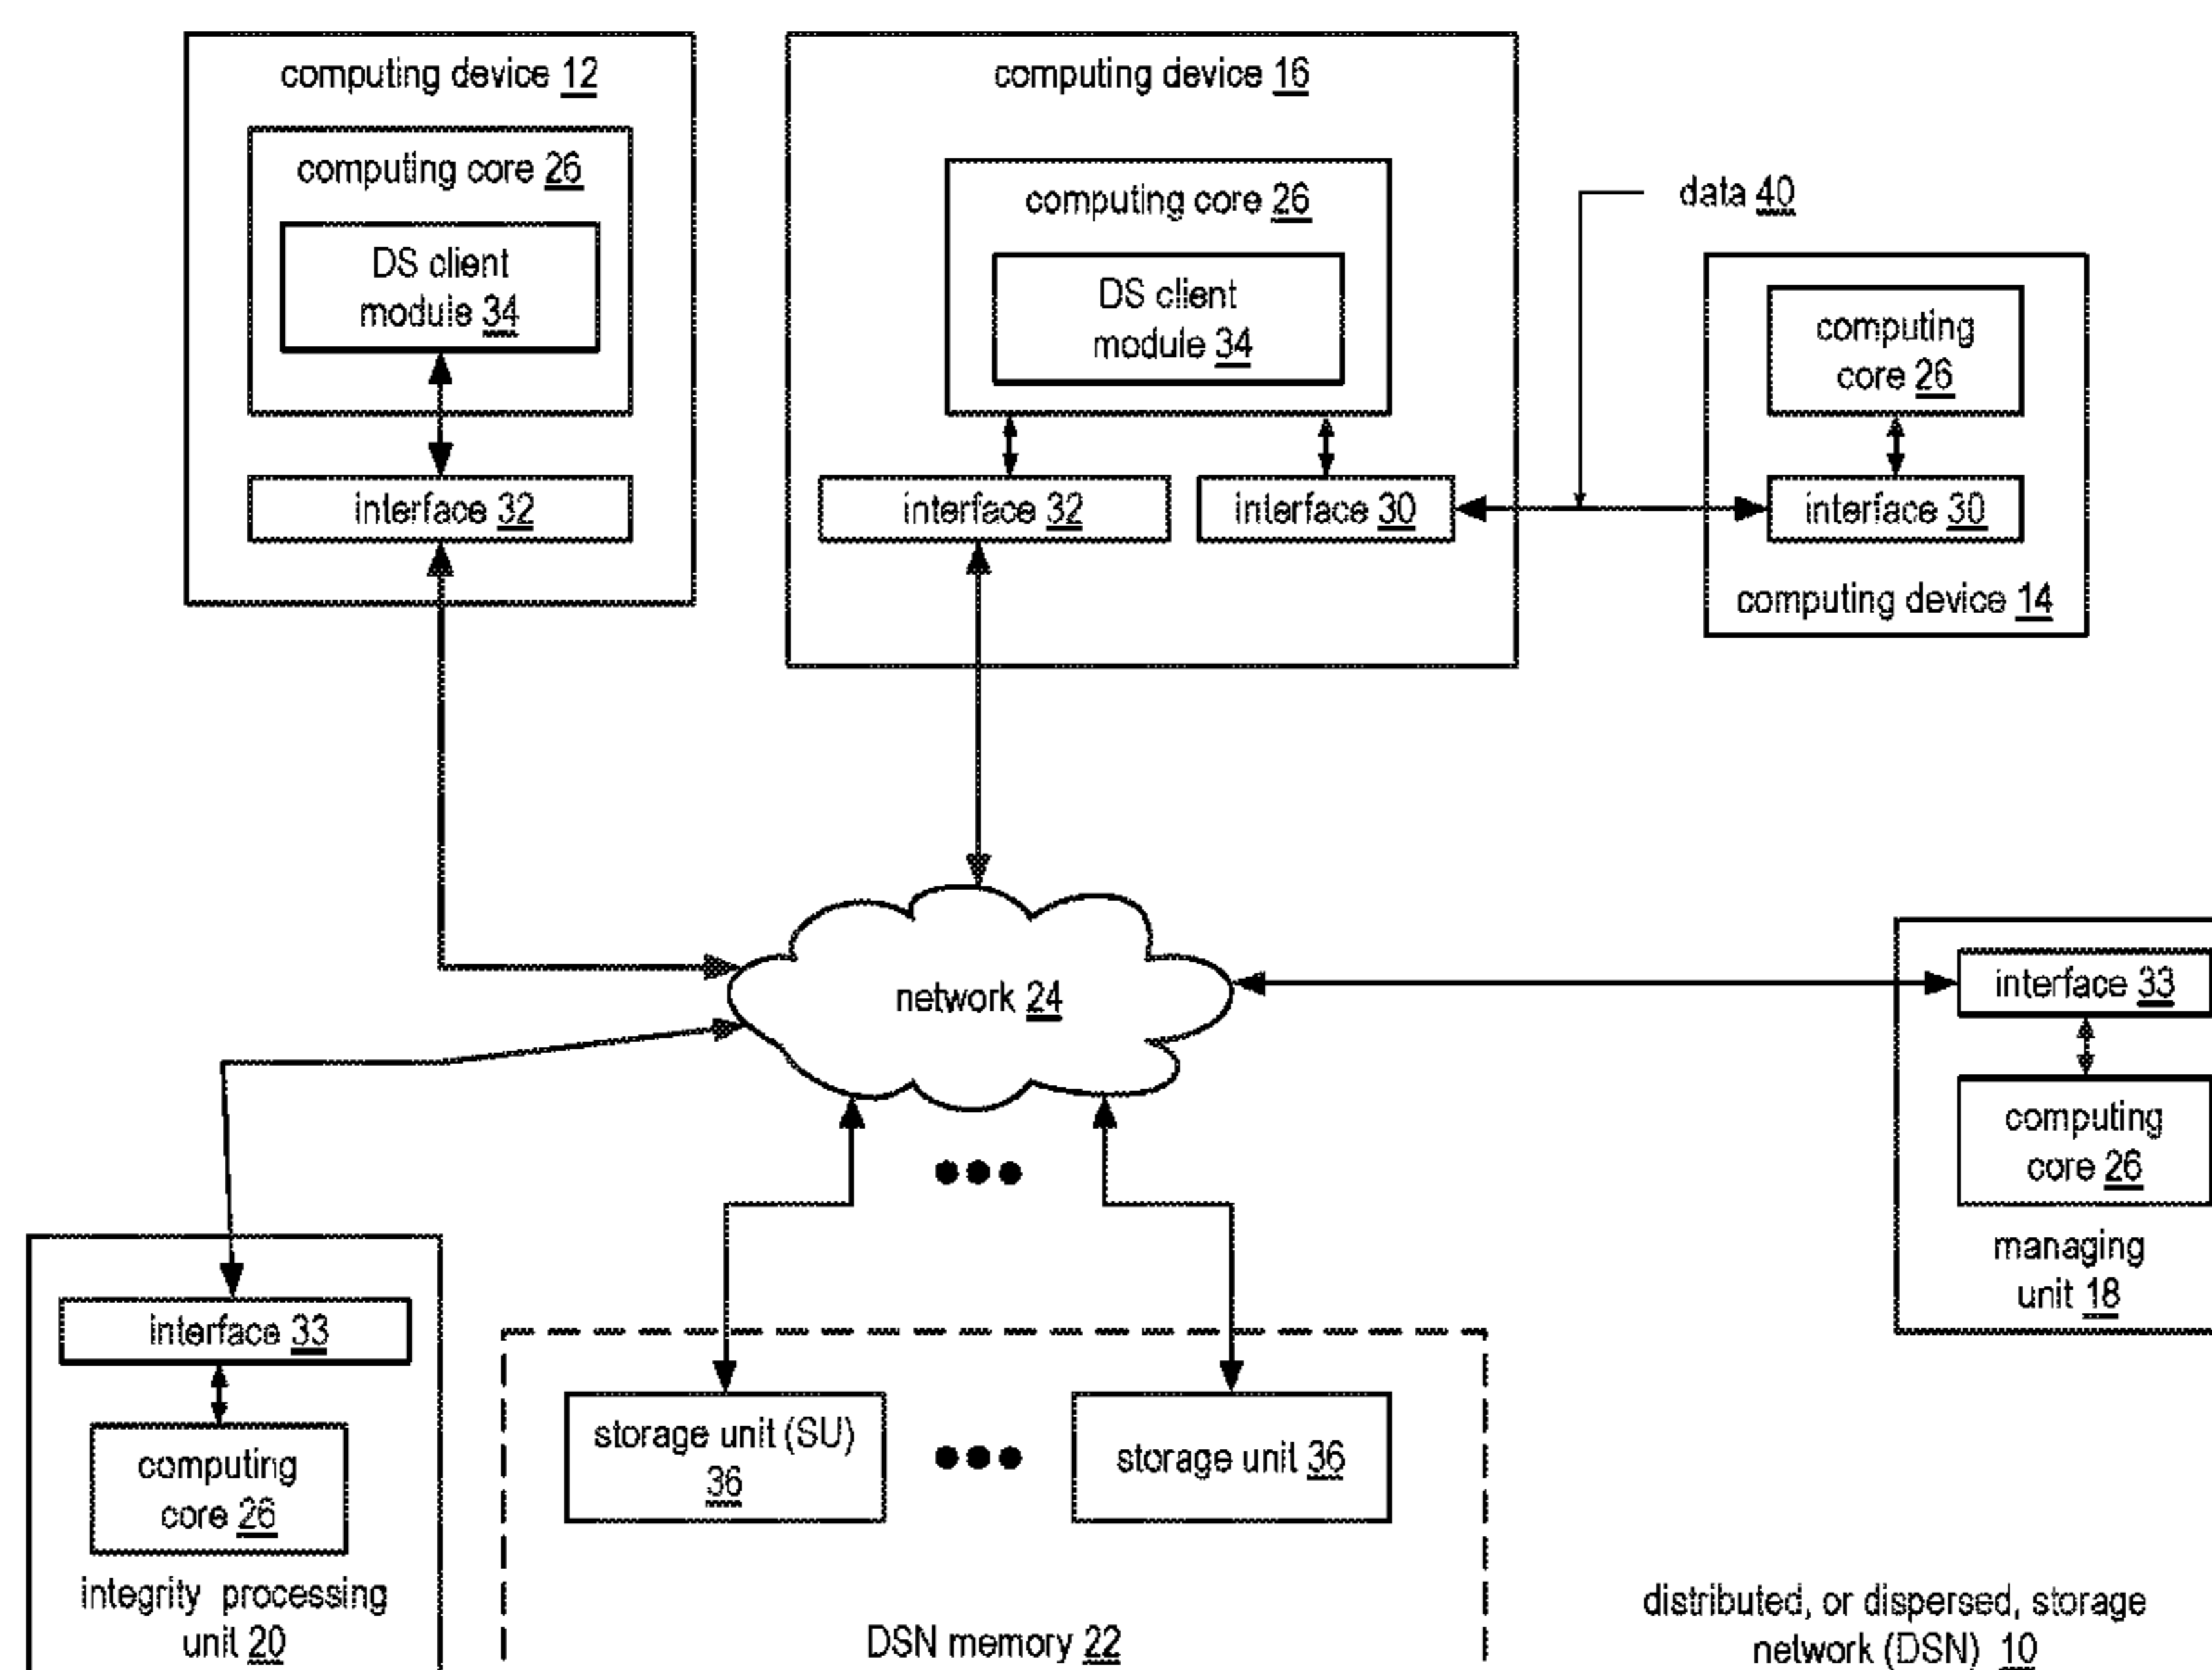 computing device 12
computing core 26
DS client
module 34
interface 32
computing device 16
computing core 26
DS client
module 34
interface 32
interface 30
data 40
computing
core 26
interface 30
computing device 14
network 24
interface 33
computing
core 26
managing
unit 18
interface 33
computing
core 26
integrity processing
unit 20
storage unit (SU)
36
storage unit 36
DSN memory 22
distributed, or dispersed, storage
network (DSN) 10